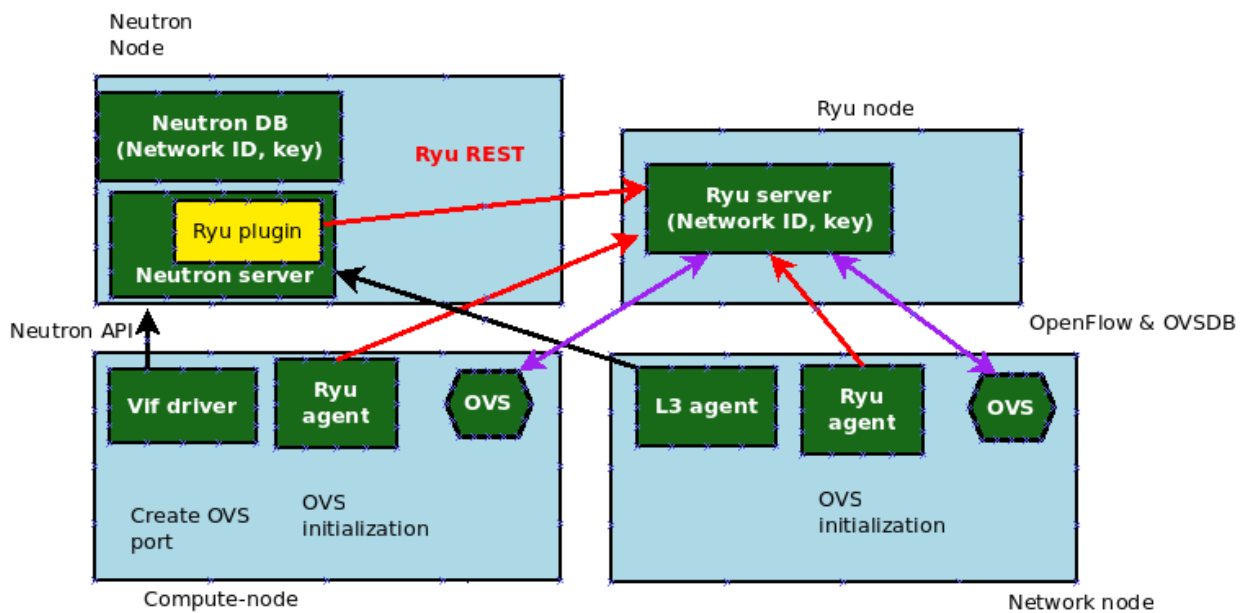 Neutron
Node
Neutron DB
(Network ID, key)
Ryu REST
Ryu plugin
Neutron server
Ryu node
Ryu server
(Network ID, key)
Neutron API
OpenFlow & OVSDB
Vif driver
Ryu
agent
OVS
Create OVS
port
OVS
initialization
Compute-node
L3 agent
Ryu
agent
OVS
OVS
initialization
Network node